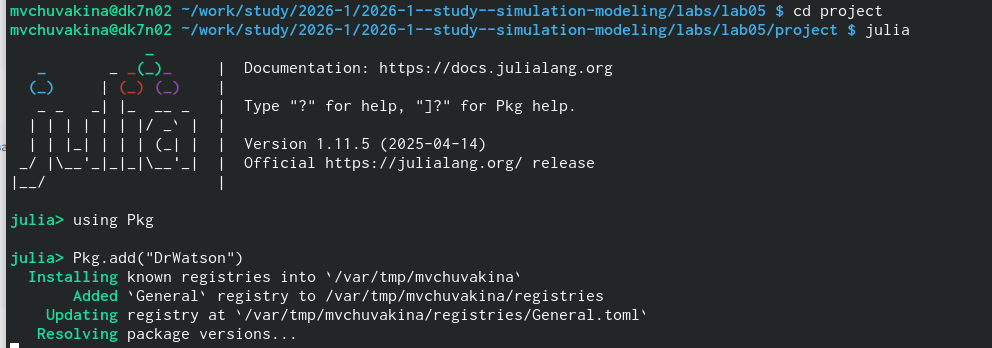 mvchuvakina@dk7n02 ~/work/study/2026-1/2026-1--study--simulation-modeling/labs/lab05 $ cd project
mvchuvakina@dk7n02 ~/work/study/2026-1/2026-1--study--simulation-modeling/labs/lab05/project $ julia
               _
   _       _ _(_)_     |  Documentation: https://docs.julialang.org
  (_)     | (_) (_)    |
   _ _   _| |_  __ _   |  Type "?" for help, "]?" for Pkg help.
  | | | | | | |/ _` |  |
  | | |_| | | | (_| |  |  Version 1.11.5 (2025-04-14)
 _/ |\__'_|_|_|\__'_|  |  Official https://julialang.org/ release
|__/                   |
julia> using Pkg
julia> Pkg.add("DrWatson")
  Installing known registries into `/var/tmp/mvchuvakina`
       Added `General` registry to /var/tmp/mvchuvakina/registries
    Updating registry at `/var/tmp/mvchuvakina/registries/General.toml`
   Resolving package versions...